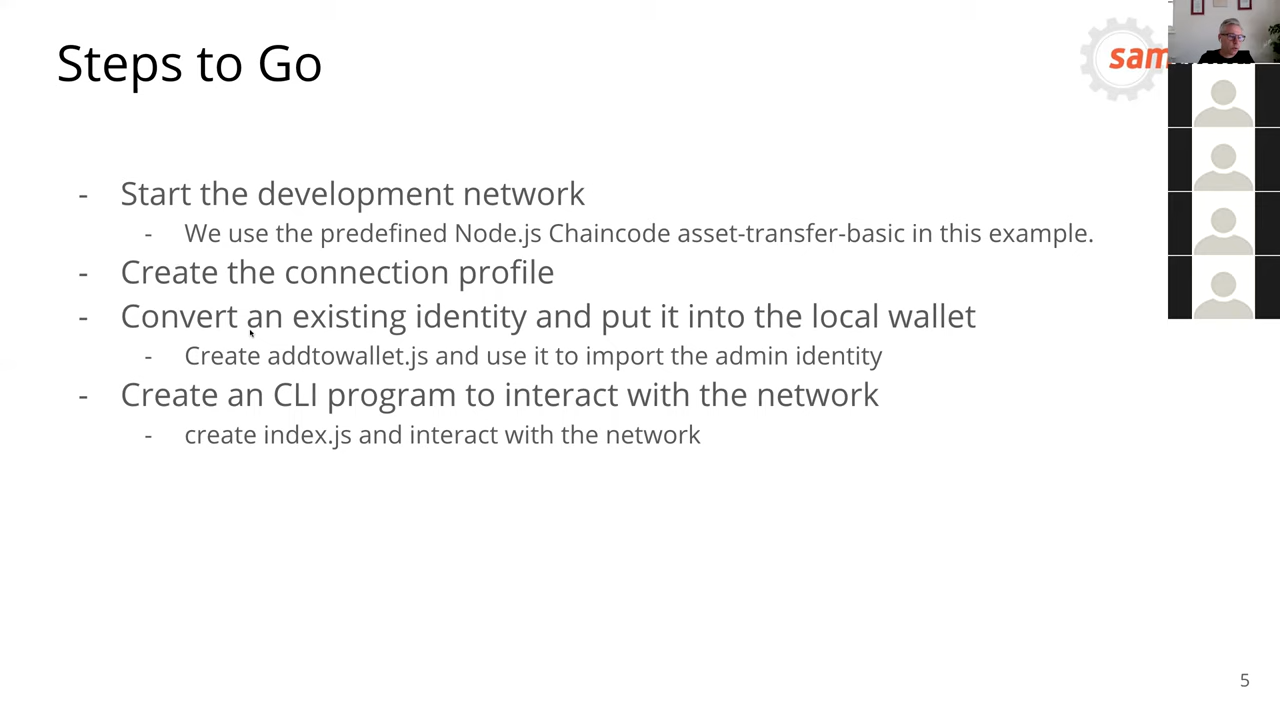 Steps to Go
sam
- Start the development network
- We use the predefined Node.js Chaincode asset-transfer-basic in this example.
- Create the connection profile
- Convert an existing identity and put it into the local wallet
- Create addtowallet.js and use it to import the admin identity
- Create an CLI program to interact with the network
- create index.js and interact with the network
5